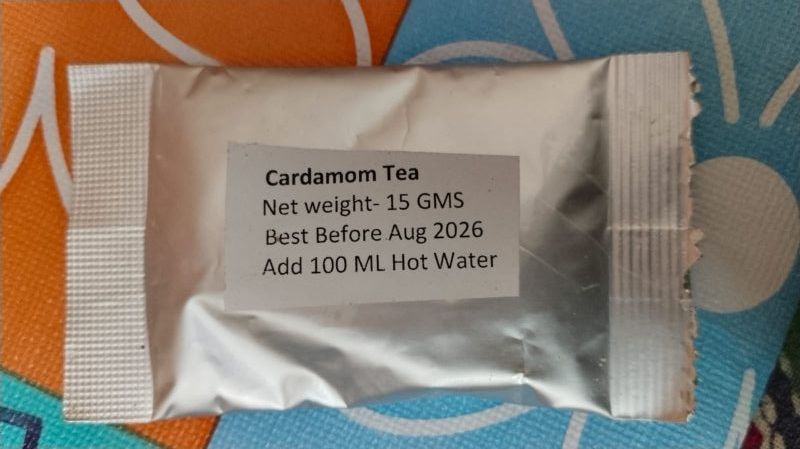 Cardamom Tea
Net weight- 15 GMS
Best Before Aug 2026
Add 100 ML Hot Water